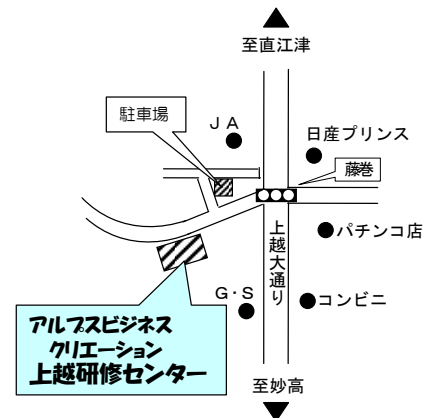 至直江津
駐車場
JA
日産プリンス
藤巻
上越大通り
パチンコ店
G・S
コンビニ
アルプスビジネス
クリエーション
上越研修センター
至妙高